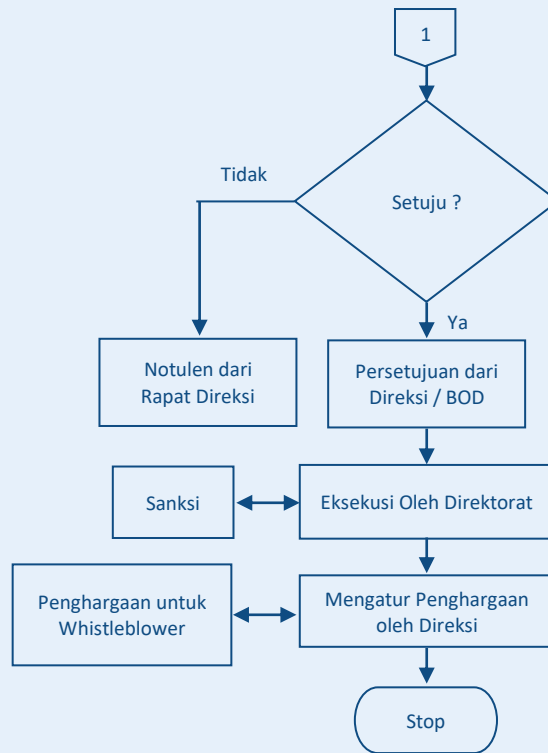 1
Tidak
Setuju ?
Ya
Notulen dari
Rapat Direksi
Persetujuan dari
Direksi / BOD
Sanksi
Eksekusi Oleh Direktorat
Penghargaan untuk
Whistleblower
Mengatur Penghargaan
oleh Direksi
Stop